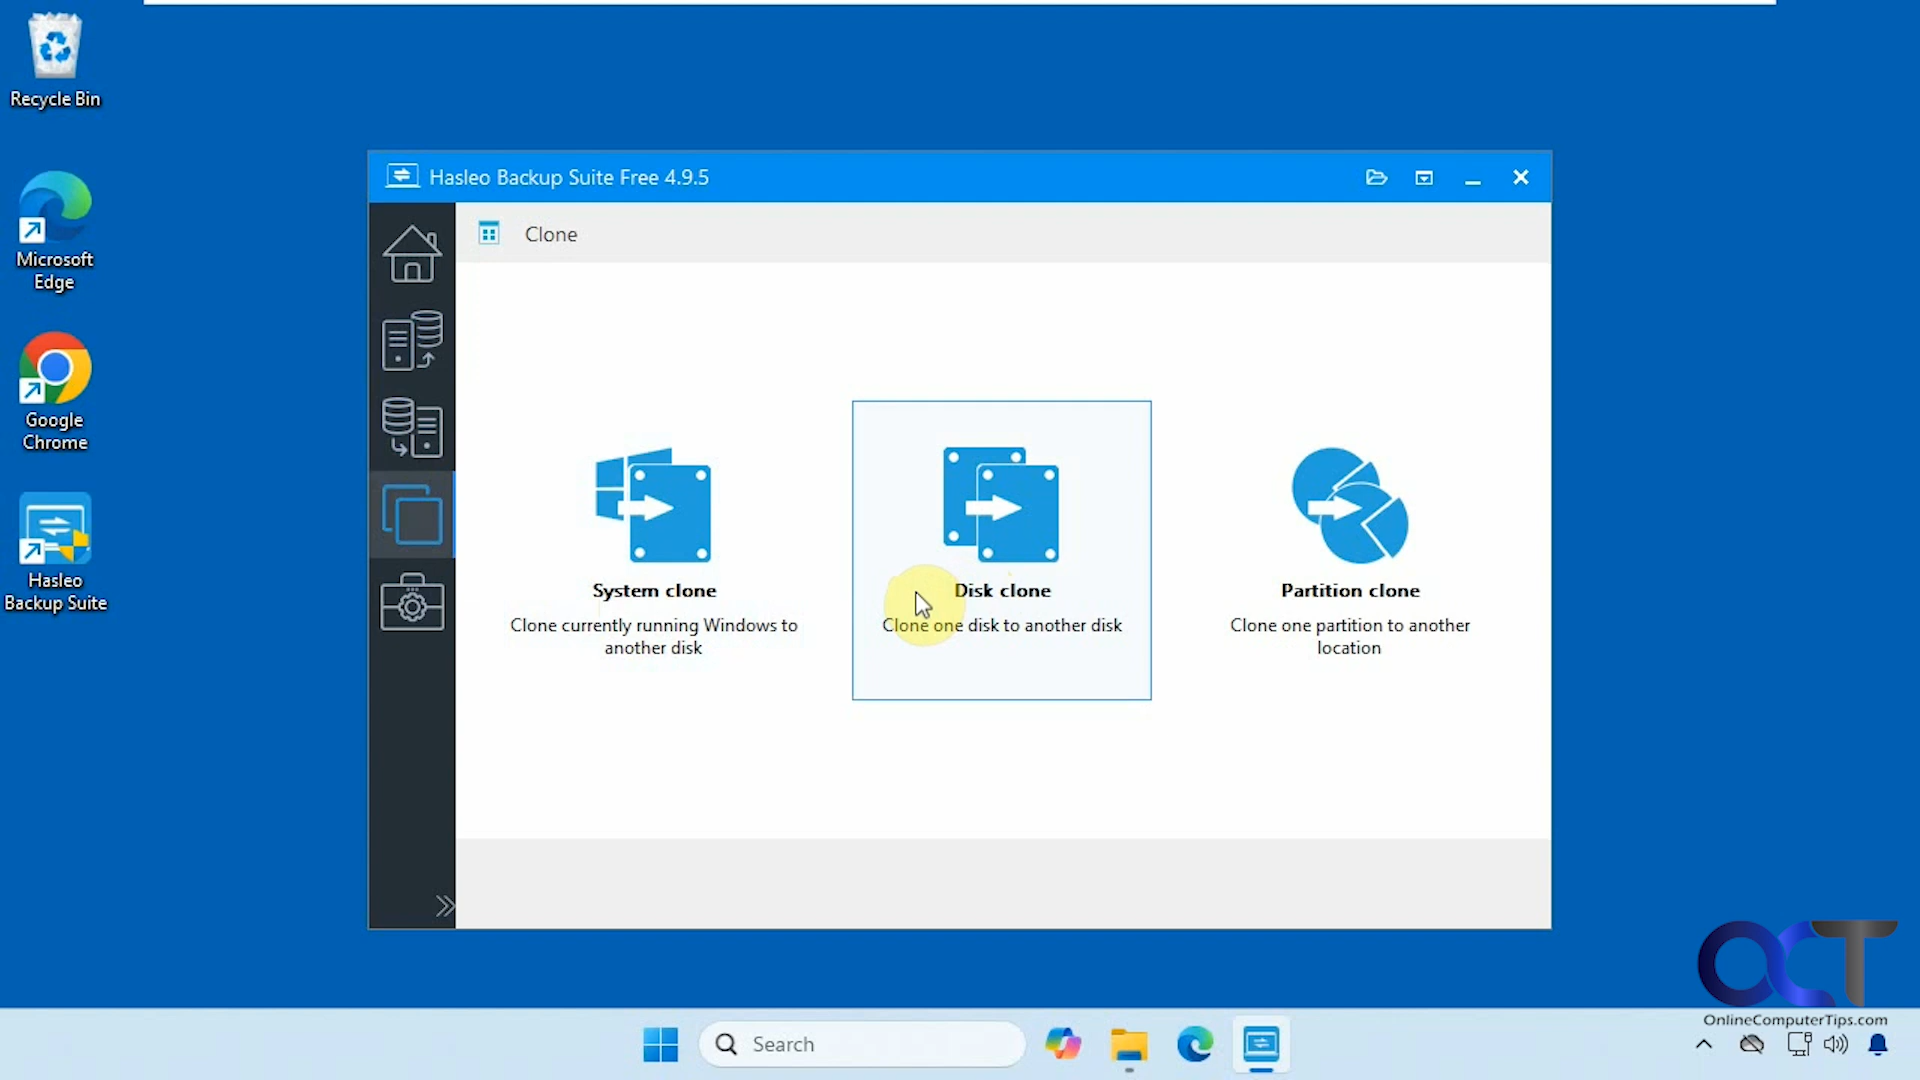 Recycle Bin
Microsoft
Edge
Google
Chrome
Hasleo
Backup Suite
Hasleo Backup Suite Free 4.9.5
Clone
System clone
Clone currently running Windows to
another disk
Disk clone
Clone one disk to another disk
Partition clone
Clone one partition to another
location
OCT
OnlineComputerTips.com
Search